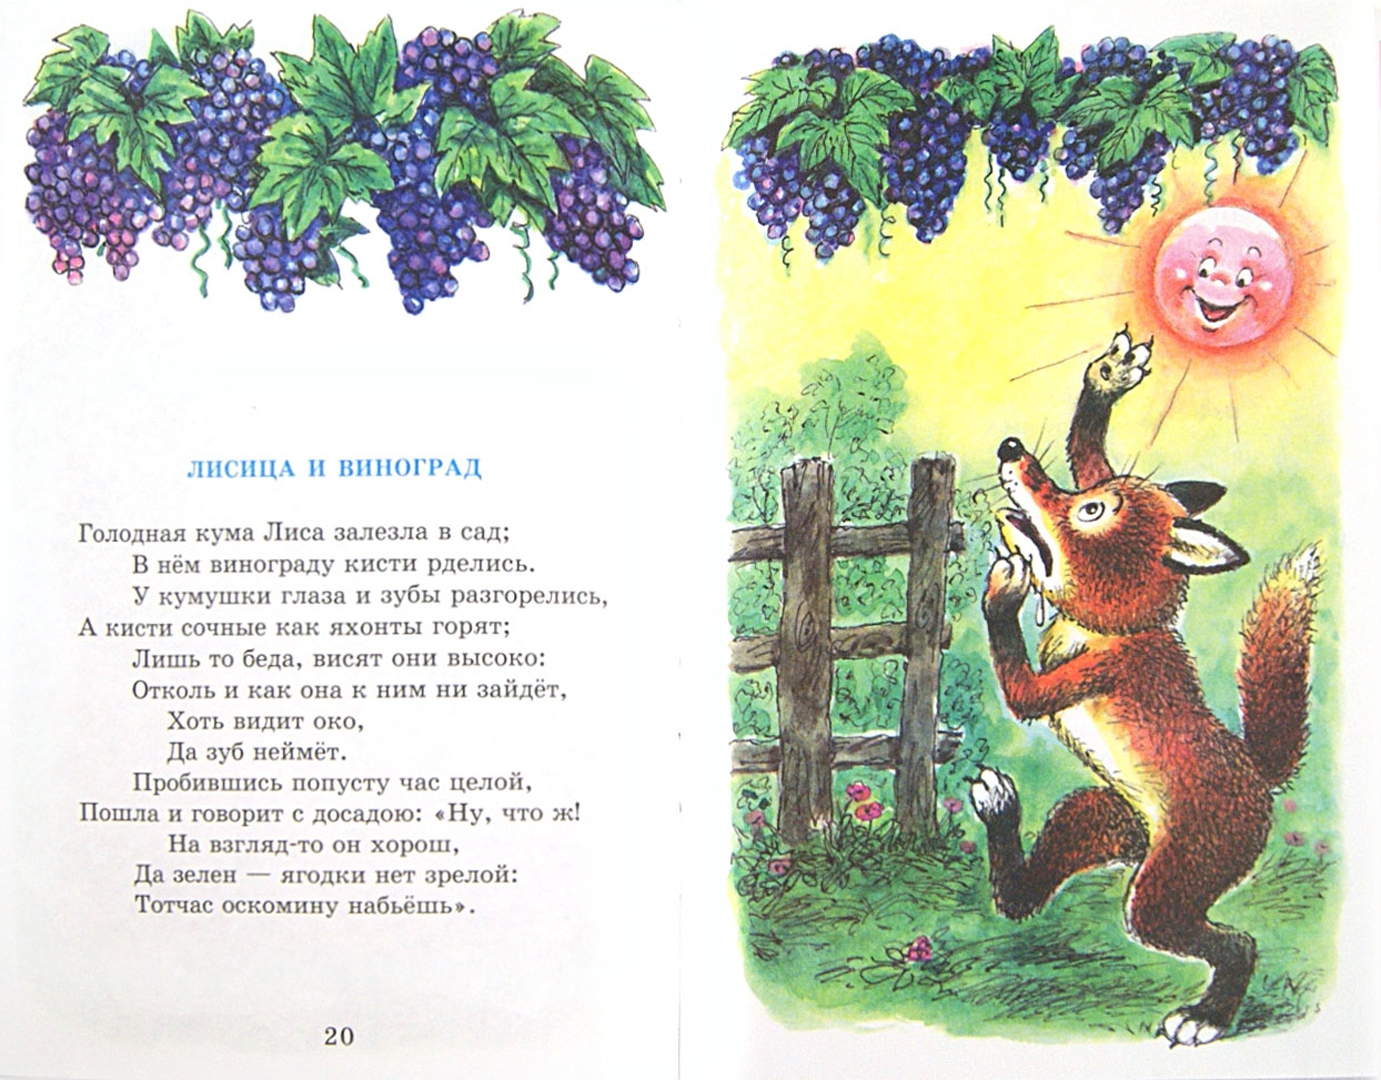 ЛИСИЦА И ВИНОГРАД
Голодная кума Лиса залезла в сад;
В нём винограду кисти рделись.
У кумушки глаза и зубы разгорелись,
А кисти сочные как яхонты горят;
Лишь то беда, висят они высоко:
Отколь и как она к ним ни зайдёт,
Хоть видит око,
Да зуб неймёт.
Пробившись попусту час целой,
Пошла и говорит с досадою: «Ну, что ж!
На взгляд-то он хорош,
Да зелен — ягодки нет зрелой:
Тотчас оскомину набьёшь».
20